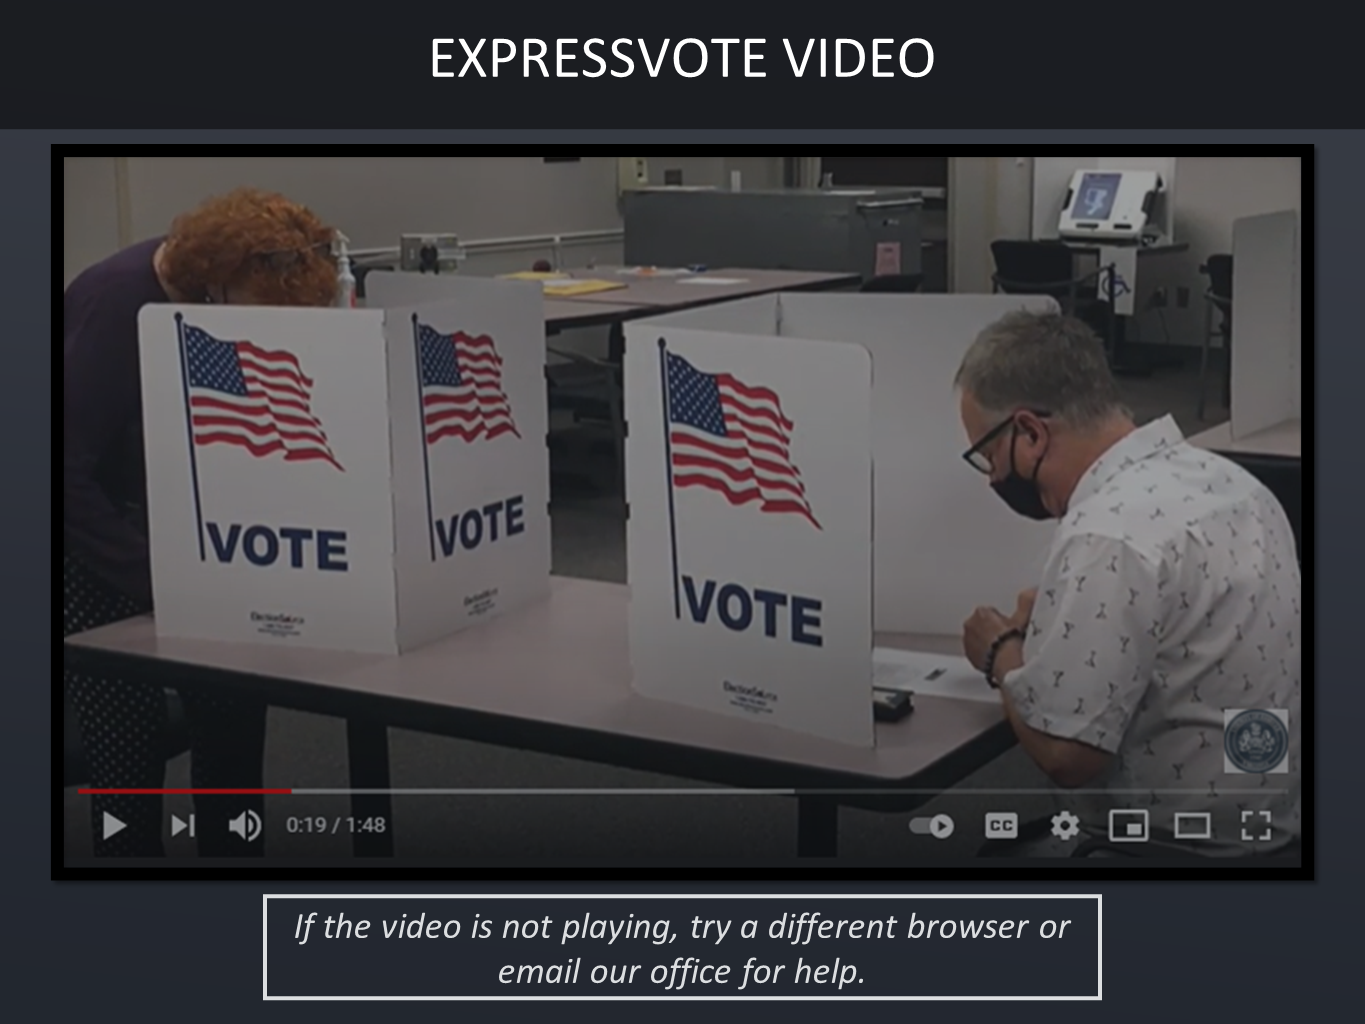 EXPRESSVOTE VIDEO
VOTE
VOTE
VOTE
0:19 / 1:48
CC
If the video is not playing, try a different browser or
email our office for help.